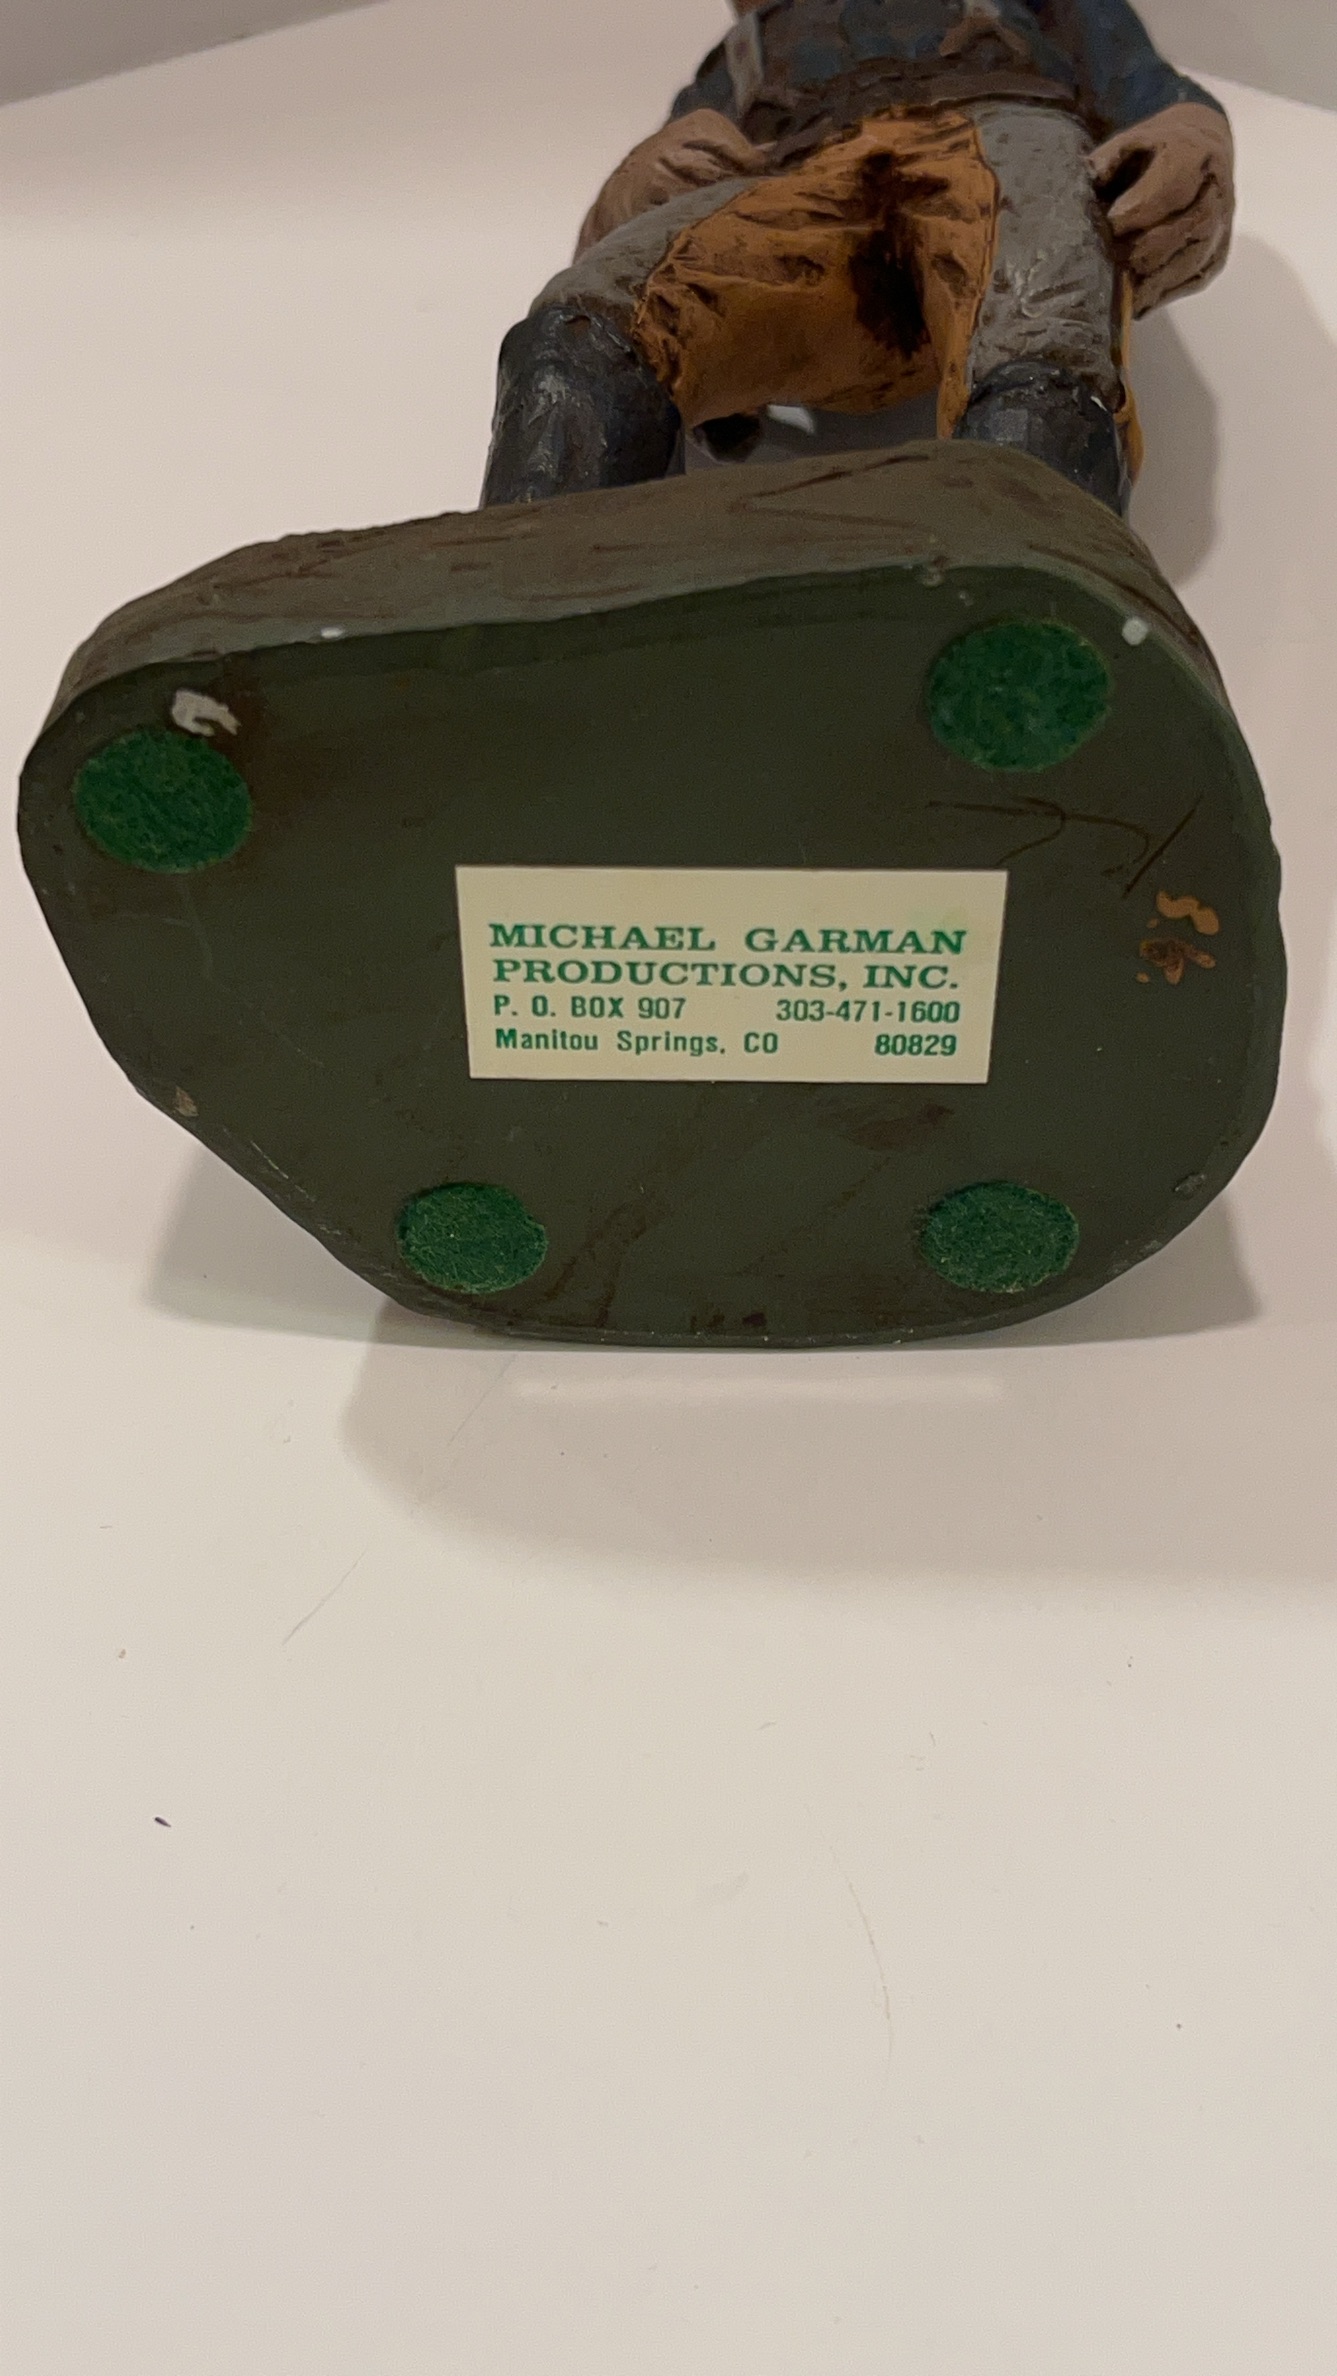 MICHAEL GARMAN
PRODUCTIONS, INC.
P. O. BOX 907 303-471-1600
Manitou Springs, CO 80829